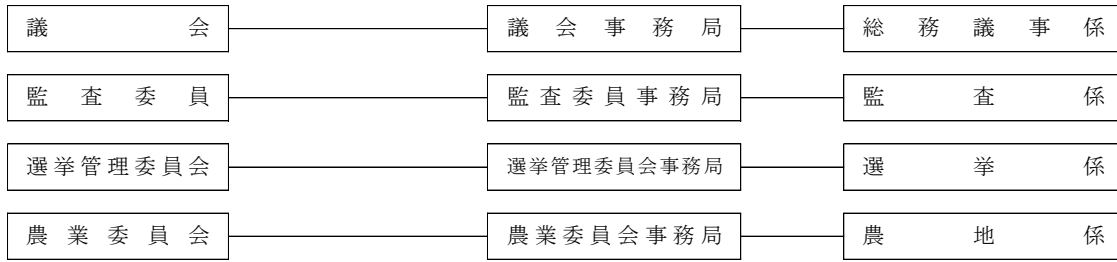 議会 議会事務局 総務議事係
監査委員 監査委員事務局 監査係
選挙管理委員会 選挙管理委員会事務局 選挙係
農業委員会 農業委員会事務局 農地係